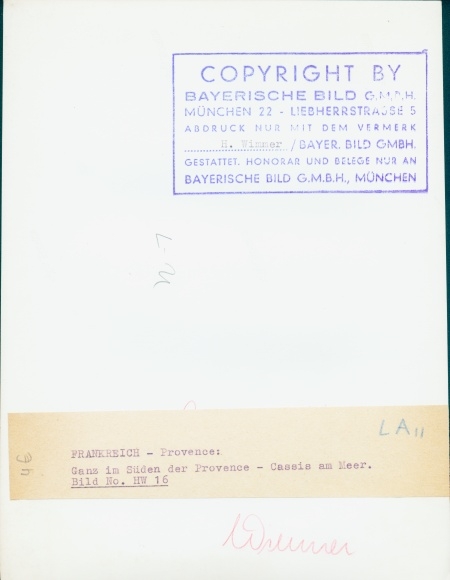 COPYRIGHT BY
BAYERISCHE BILD G.M.B.H.
MÜNCHEN 22 - LIEBHERRSTRASSE 5
ABDRUCK NUR MIT DEM VERMERK
H. Wimmer / BAYER. BILD GMBH.
GESTATTET. HONORAR UND BELEGE NUR AN
BAYERISCHE BILD G.M.B.H., MÜNCHEN
LA II
FRANKREICH - Provence:
Ganz im Süden der Provence - Cassis am Meer.
Bild No. HW 16
Wimmer